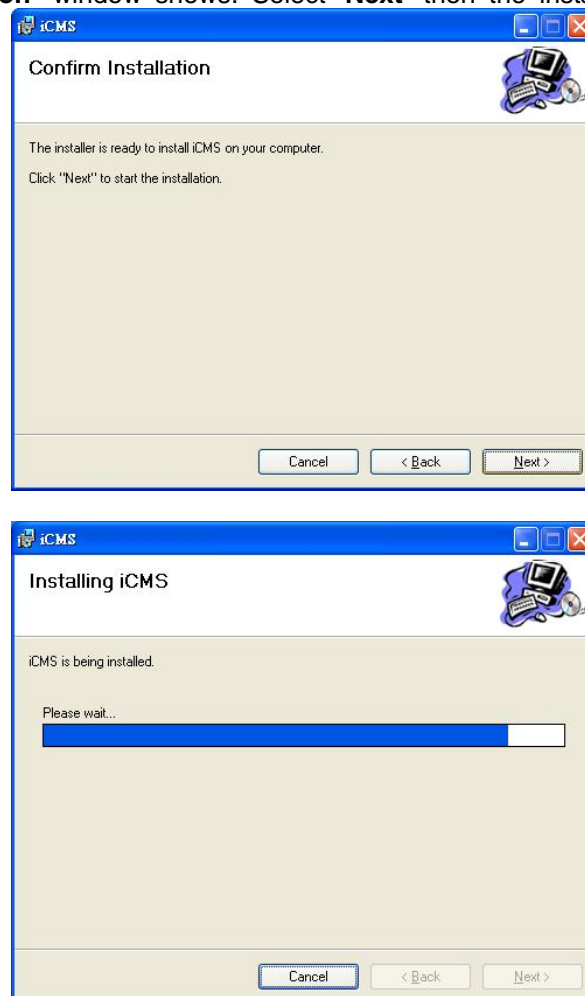 window shows. Select "Next" then the
iCMS
Confirm Installation
The installer is ready to install iCMS on your computer.
Click "Next" to start the installation.
Cancel
< Back
Next >
iCMS
Installing iCMS
iCMS is being installed.
Please wait...
Cancel
< Back
Next >